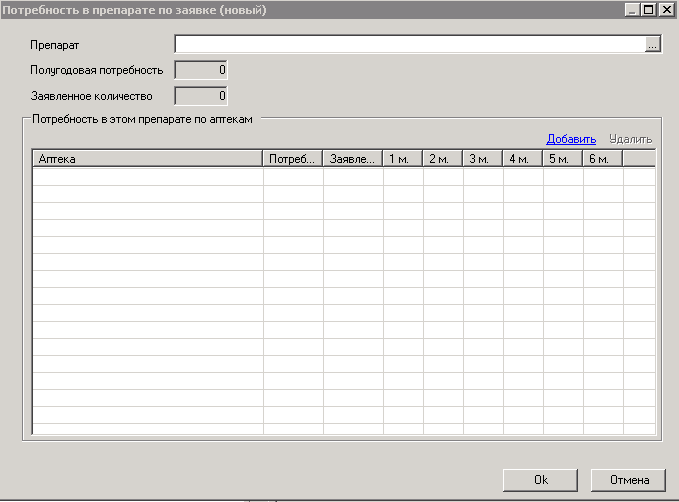 Потребность в препарате по заявке (новый)
Препарат ...
Полугодовая потребность 0
Заявленное количество 0
Потребность в этом препарате по аптекам
Добавить Удалить
Аптека Потреб... Заявле... 1 м. 2 м. 3 м. 4 м. 5 м. 6 м.
Ok Отмена